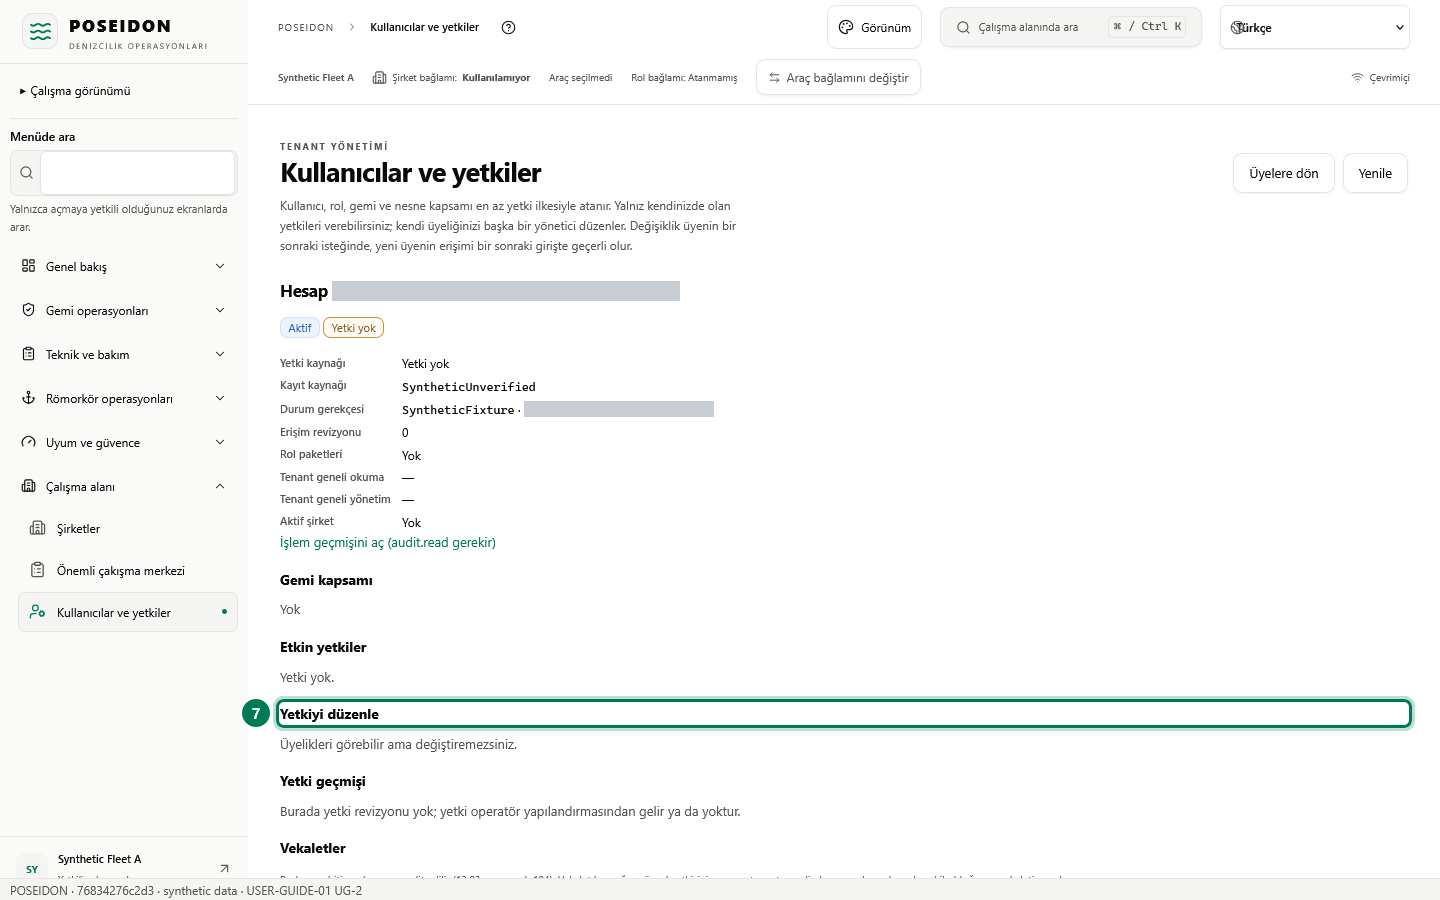 POSEIDON
DENİZCİLİK OPERASYONLARI
Çalışma görünümü
Menüde ara
Yalnızca açmaya yetkili olduğunuz ekranlarda
arar.
Genel bakış
Gemi operasyonları
Teknik ve bakım
Römorkör operasyonları
Uyum ve güvence
Çalışma alanı
Şirketler
Önemli çakışma merkezi
Kullanıcılar ve yetkiler
SY
Synthetic Fleet A
POSEIDON
Kullanıcılar ve yetkiler
Görünüm
Çalışma alanında ara
⌘ / Ctrl K
Türkçe
Synthetic Fleet A
Şirket bağlamı: Kullanılamıyor
Araç seçilmedi
Rol bağlamı: Atanmamış
Araç bağlamını değiştir
Çevrimiçi
TENANT YÖNETİMİ
Kullanıcılar ve yetkiler
Üyelere dön
Yenile
Kullanıcı, rol, gemi ve nesne kapsamı en az yetki ilkesiyle atanır. Yalnız kendinizde olan
yetkileri verebilirsiniz; kendi üyeliğinizi başka bir yönetici düzenler. Değişiklik üyenin bir
sonraki isteğinde, yeni üyenin erişimi bir sonraki girişte geçerli olur.
Hesap
Aktif
Yetki yok
Yetki kaynağı Yetki yok
Kayıt kaynağı SyntheticUnverified
Durum gerekçesi SyntheticFixture ·
Erişim revizyonu 0
Rol paketleri Yok
Tenant geneli okuma —
Tenant geneli yönetim —
Aktif şirket Yok
İşlem geçmişini aç (audit.read gerekir)
Gemi kapsamı
Yok
Etkin yetkiler
Yetki yok.
7
Yetkiyi düzenle
Üyelikleri görebilir ama değiştiremezsiniz.
Yetki geçmişi
Burada yetki revizyonu yok; yetki operatör yapılandırmasından gelir ya da yoktur.
Vekaletler
POSEIDON · 76834276c2d3 · synthetic data · USER-GUIDE-01 UG-2